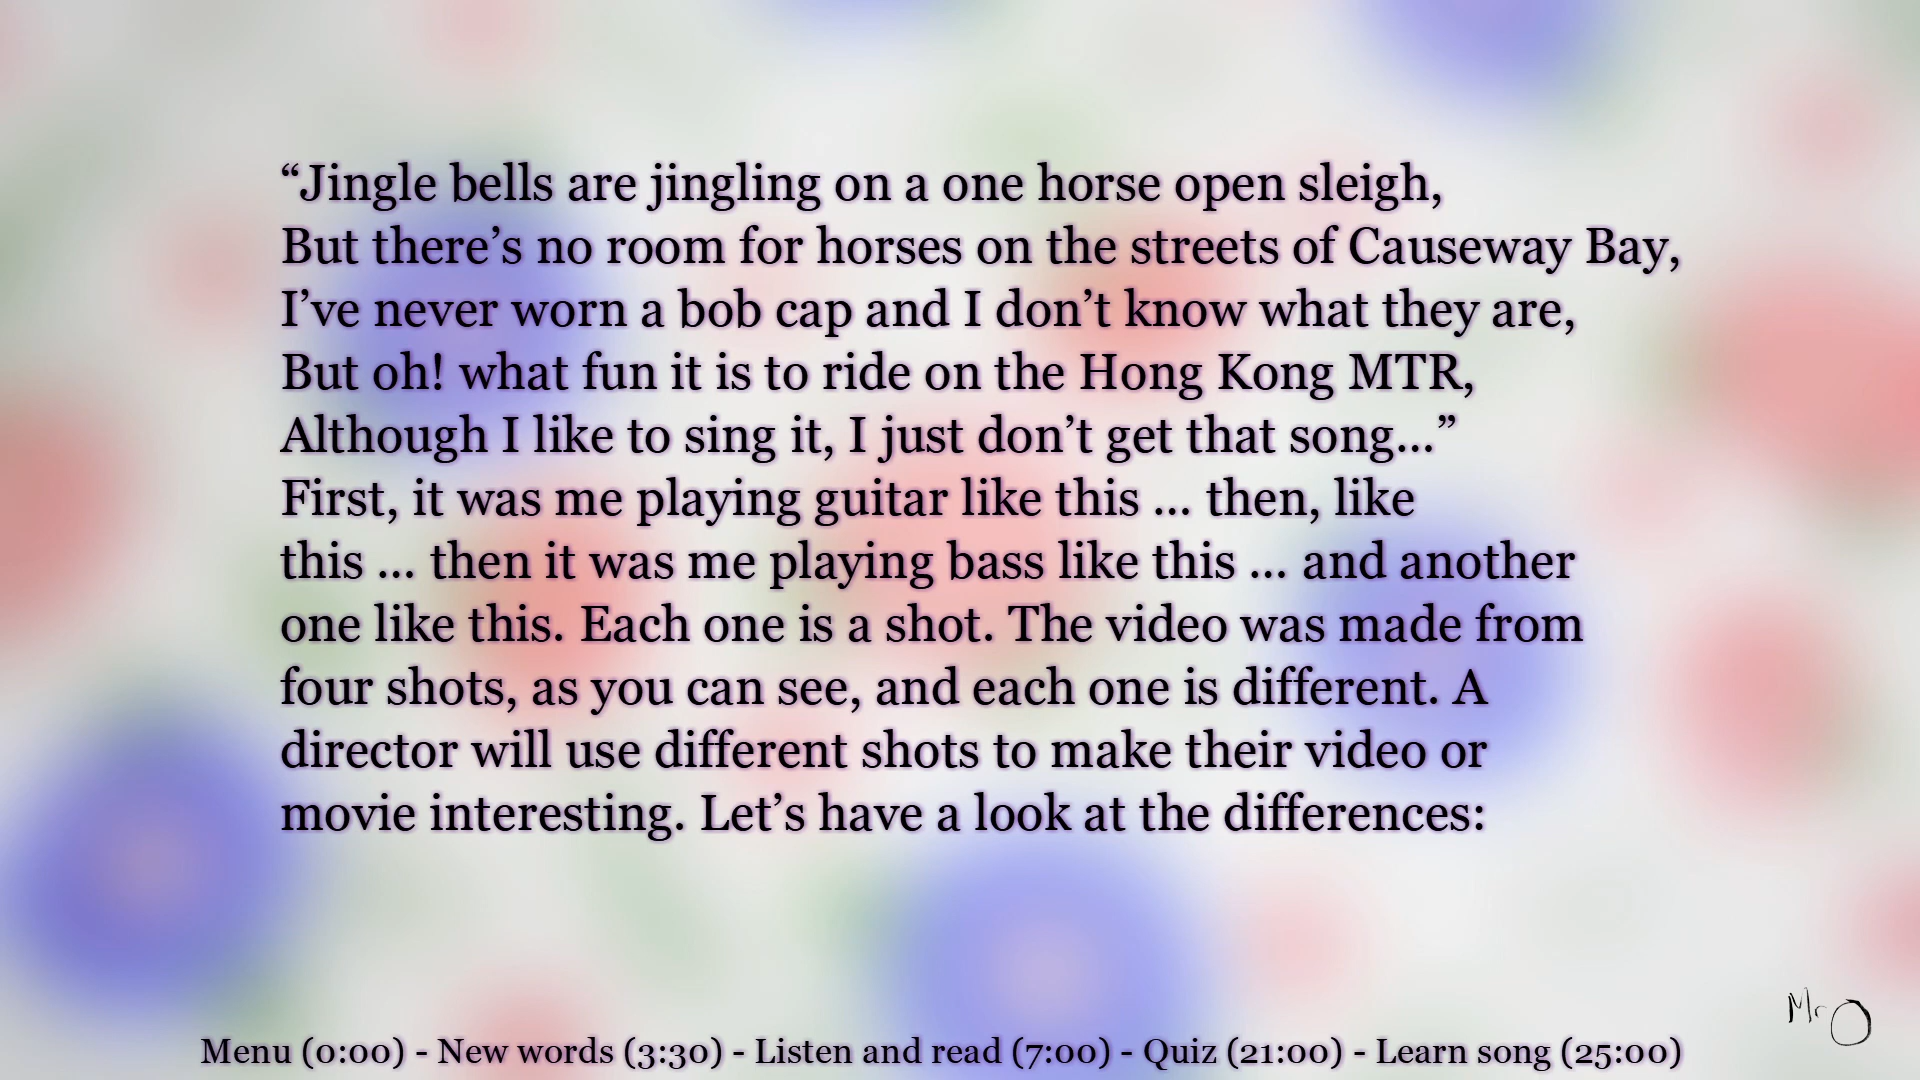 “Jingle bells are jingling on a one horse open sleigh,
But there’s no room for horses on the streets of Causeway Bay,
I’ve never worn a bob cap and I don’t know what they are,
But oh! what fun it is to ride on the Hong Kong MTR,
Although I like to sing it, I just don’t get that song...”
First, it was me playing guitar like this ... then, like
this ... then it was me playing bass like this ... and another
one like this. Each one is a shot. The video was made from
four shots, as you can see, and each one is different. A
director will use different shots to make their video or
movie interesting. Let’s have a look at the differences:
Mr O
Menu (0:00) - New words (3:30) - Listen and read (7:00) - Quiz (21:00) - Learn song (25:00)